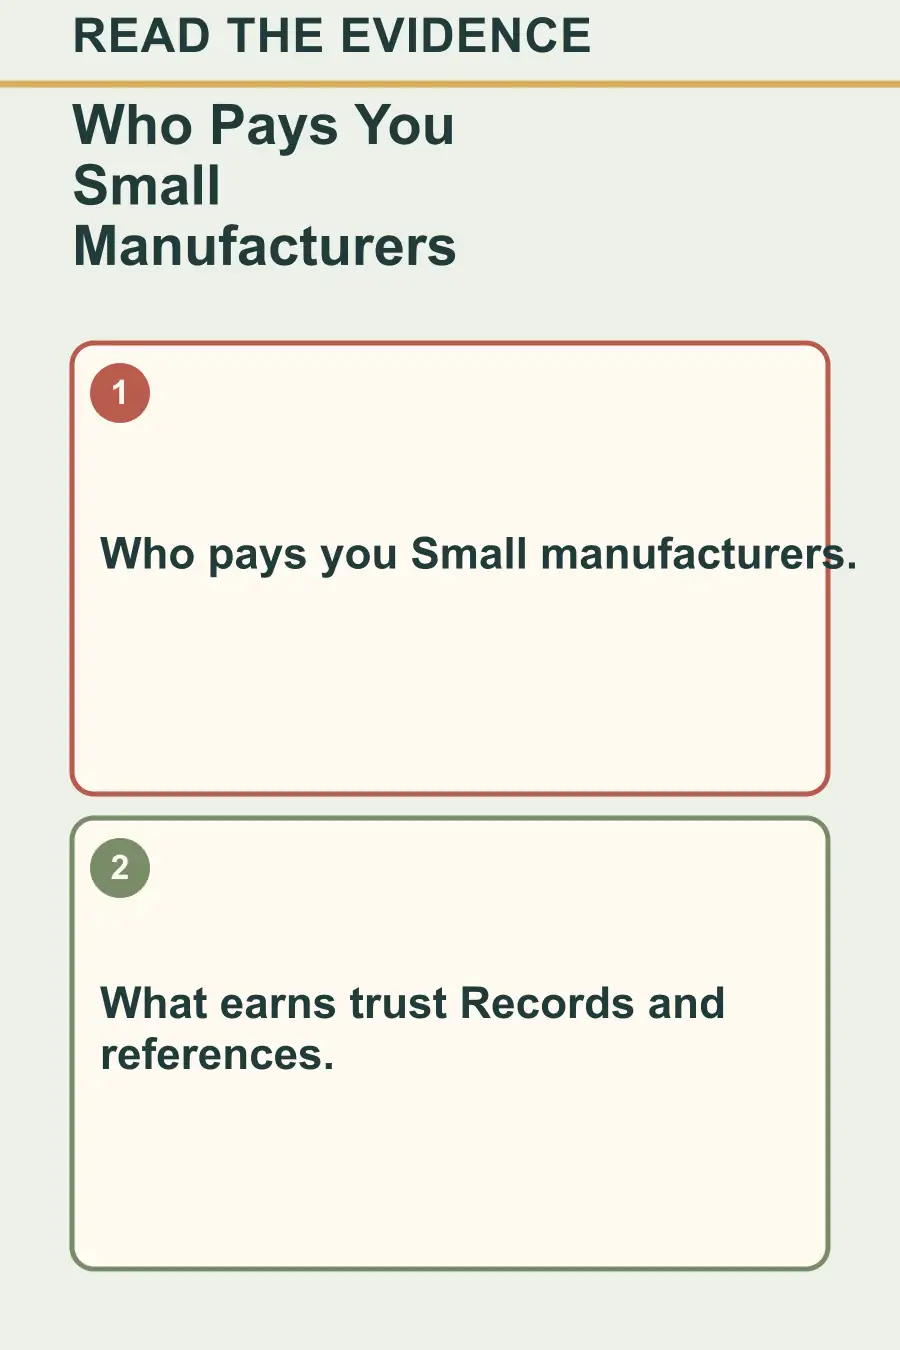 READ THE EVIDENCE
Who Pays You
Small
Manufacturers
1
Who pays you Small manufacturers.
2
What earns trust Records and
references.